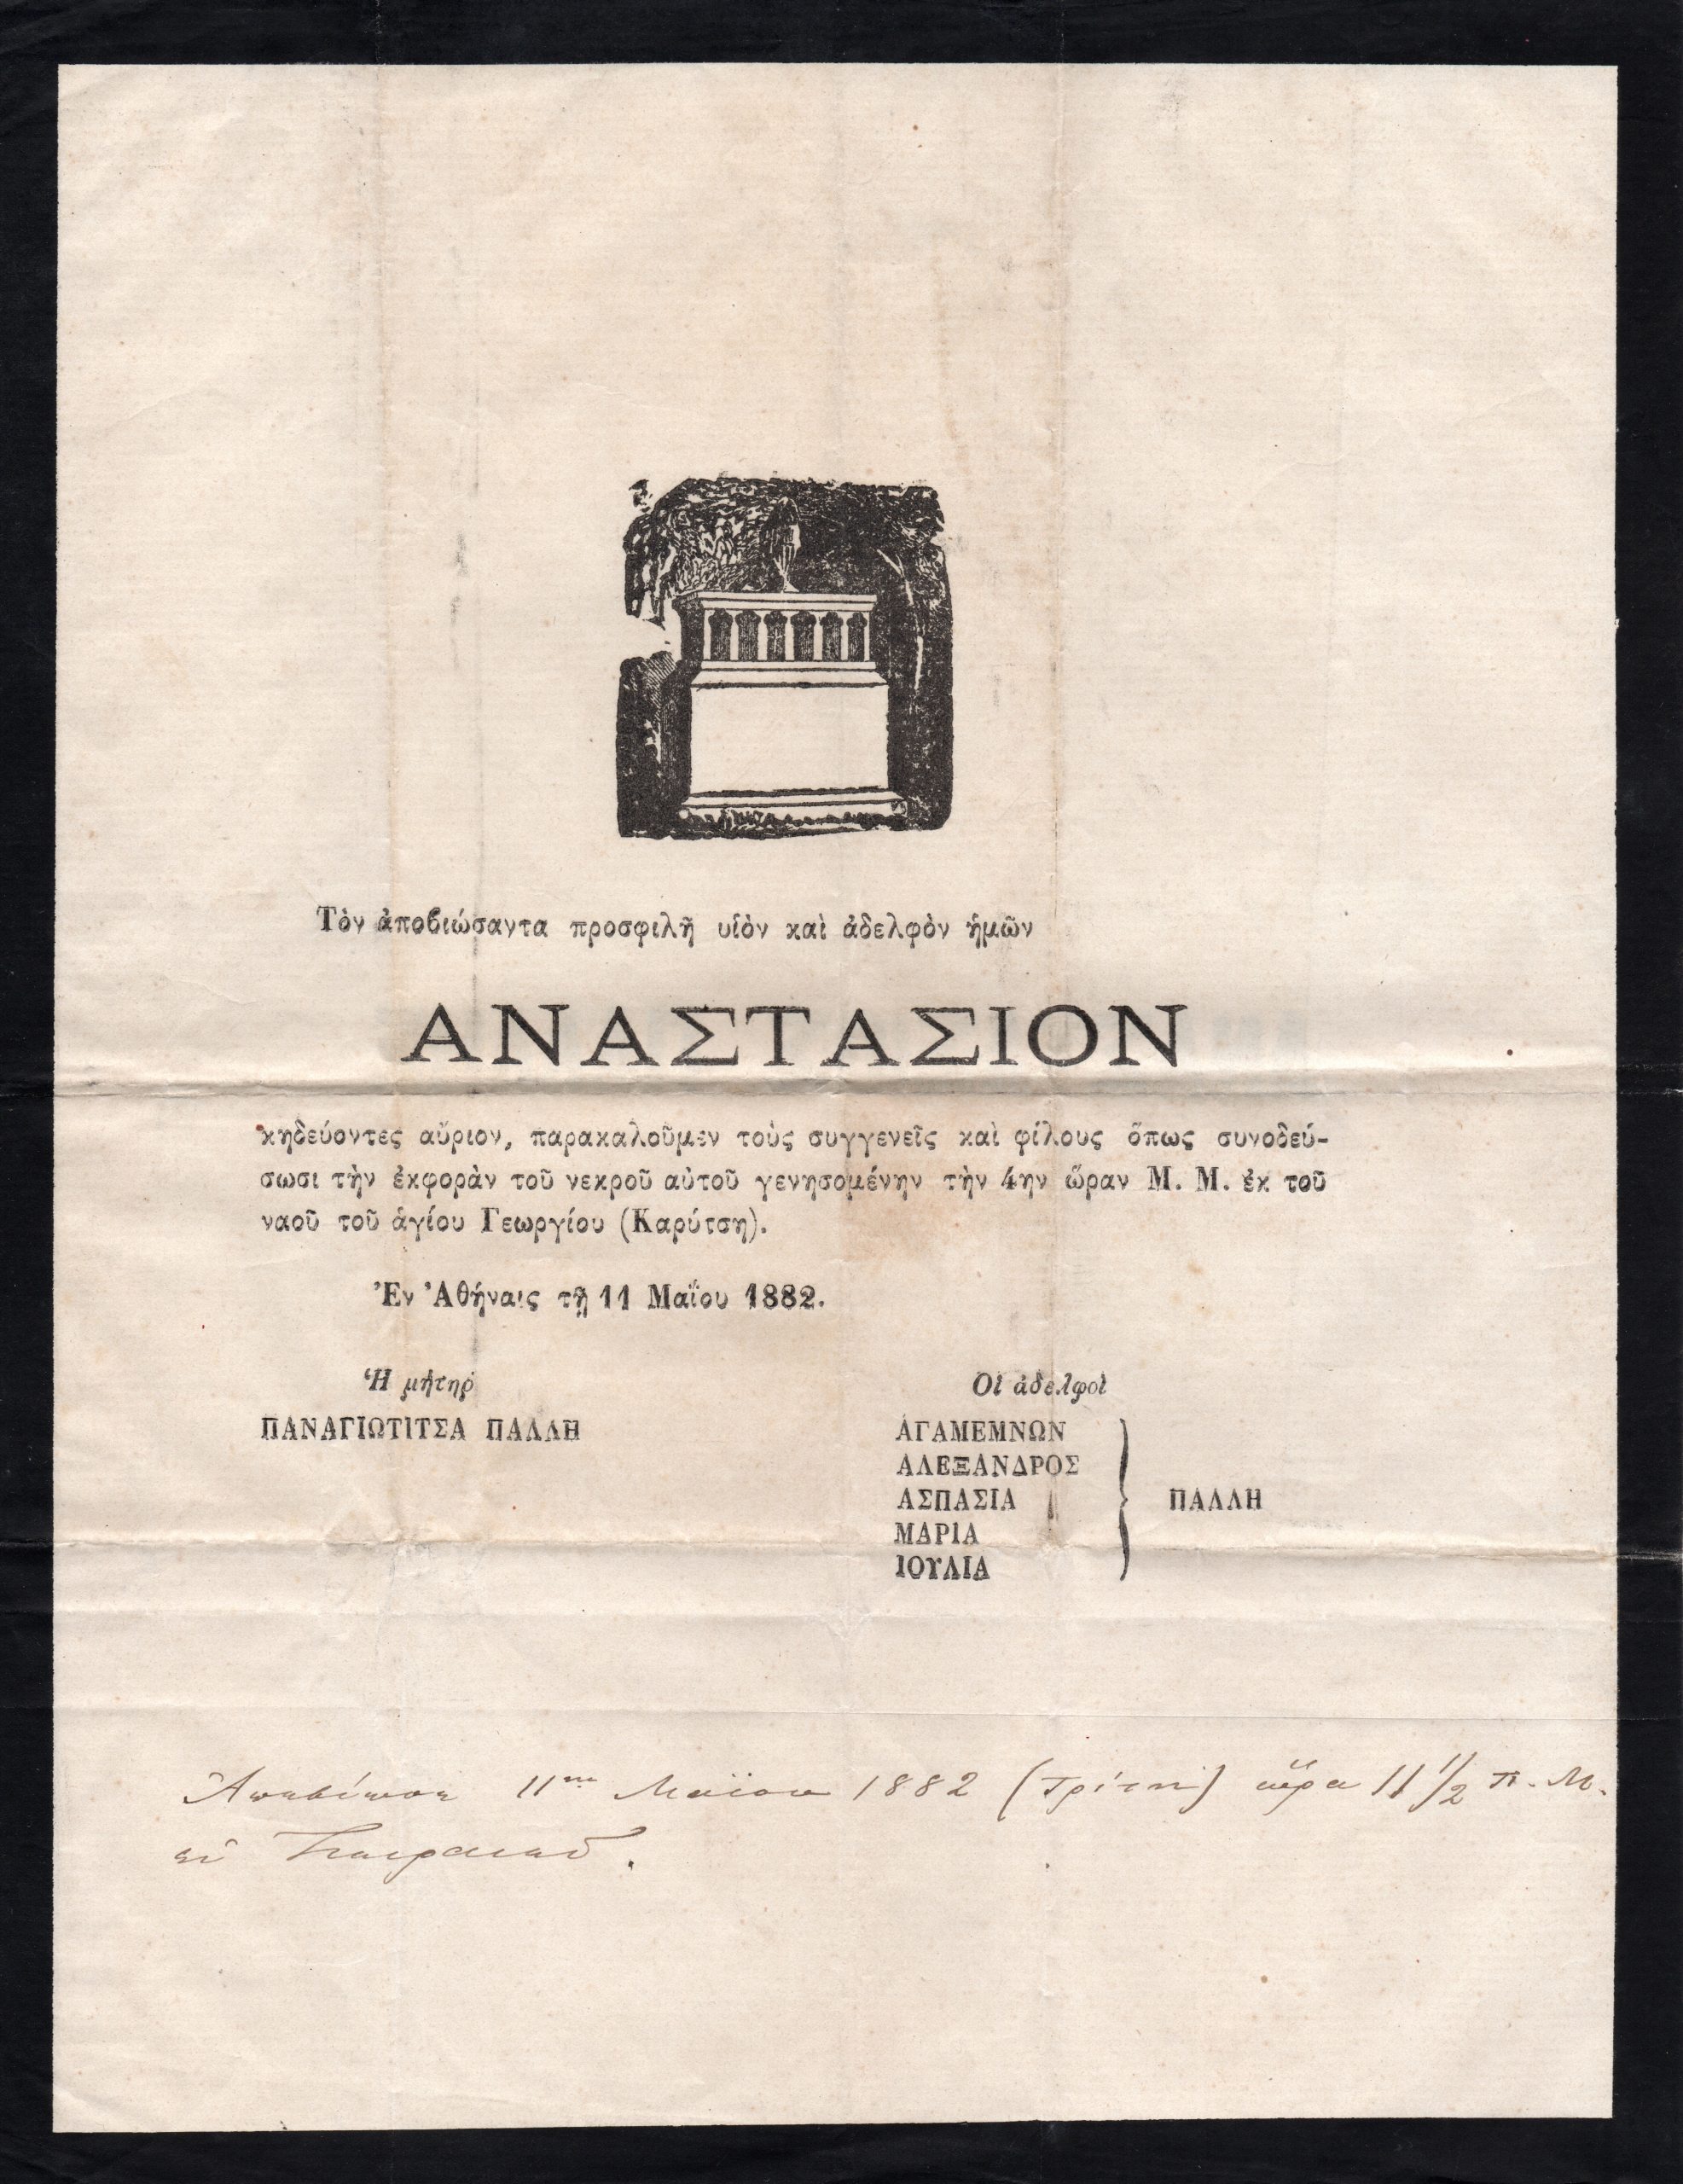 Τὸν ἀποβιώσαντα προσφιλῆ υἱὸν καὶ ἀδελφὸν ἡμῶν
ΑΝΑΣΤΑΣΙΟΝ
κηδεύοντες αὔριον, παρακαλοῦμεν τοὺς συγγενεῖς καὶ φίλους ὅπως συνοδεύ-
σωσι τὴν ἐκφορὰν τοῦ νεκροῦ αὐτοῦ γενησομένην τὴν 4ην ὥραν Μ. Μ. ἐκ τοῦ
ναοῦ τοῦ ἁγίου Γεωργίου (Καρύτση).
Ἐν Ἀθήναις τῇ 11 Μαΐου 1882.
Ἡ μήτηρ
ΠΑΝΑΓΙΩΤΙΤΣΑ ΠΑΛΛΗ
Οἱ ἀδελφοὶ
ΑΓΑΜΕΜΝΩΝ
ΑΛΕΞΑΝΔΡΟΣ
ΑΣΠΑΣΙΑ
ΜΑΡΙΑ
ΙΟΥΛΙΑ
ΠΑΛΛΗ
11ην Μαΐου 1882 (Τρίτη) ὥρα 11 1/2 π. Μ.